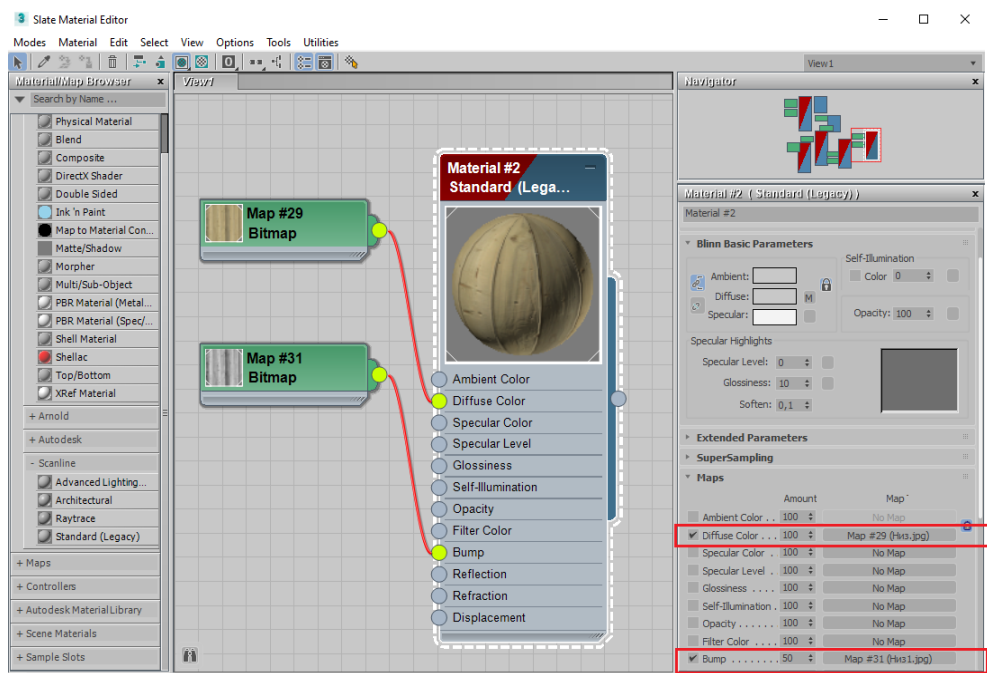 3 Slate Material Editor
Modes Material Edit Select View Options Tools Utilities
View1
Material/Map Browser x
Search by Name ...
Physical Material
Blend
Composite
DirectX Shader
Double Sided
Ink 'n Paint
Map to Material Con...
Matte/Shadow
Morpher
Multi/Sub-Object
PBR Material (Metal...
PBR Material (Spec/...
Shell Material
Shellac
Top/Bottom
XRef Material
+ Arnold
+ Autodesk
- Scanline
Advanced Lighting...
Architectural
Raytrace
Standard (Legacy)
+ Maps
+ Controllers
+ Autodesk Material Library
+ Scene Materials
+ Sample Slots
View1
Map #29
Bitmap
Map #31
Bitmap
Material #2
Standard (Lega...
Ambient Color
Diffuse Color
Specular Color
Specular Level
Glossiness
Self-Illumination
Opacity
Filter Color
Bump
Reflection
Refraction
Displacement
Navigator x
Material #2 ( Standard (Legacy) ) x
Material #2
Blinn Basic Parameters
Self-Illumination
Ambient:
Color 0
Diffuse: M
Specular:
Opacity: 100
Specular Highlights
Specular Level: 0
Glossiness: 10
Soften: 0,1
Extended Parameters
SuperSampling
Maps
Amount Map
Ambient Color . . 100 No Map
Diffuse Color . . . 100 Map #29 (Низ.jpg)
Specular Color . 100 No Map
Specular Level . 100 No Map
Glossiness . . . . 100 No Map
Self-Illumination . 100 No Map
Opacity . . . . . . 100 No Map
Filter Color . . . . 100 No Map
Bump . . . . . . . . 50 Map #31 (Низ1.jpg)